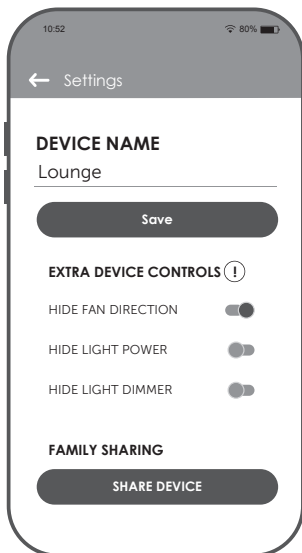 10:52 80%
Settings
DEVICE NAME
Lounge
Save
EXTRA DEVICE CONTROLS !
HIDE FAN DIRECTION
HIDE LIGHT POWER
HIDE LIGHT DIMMER
FAMILY SHARING
SHARE DEVICE